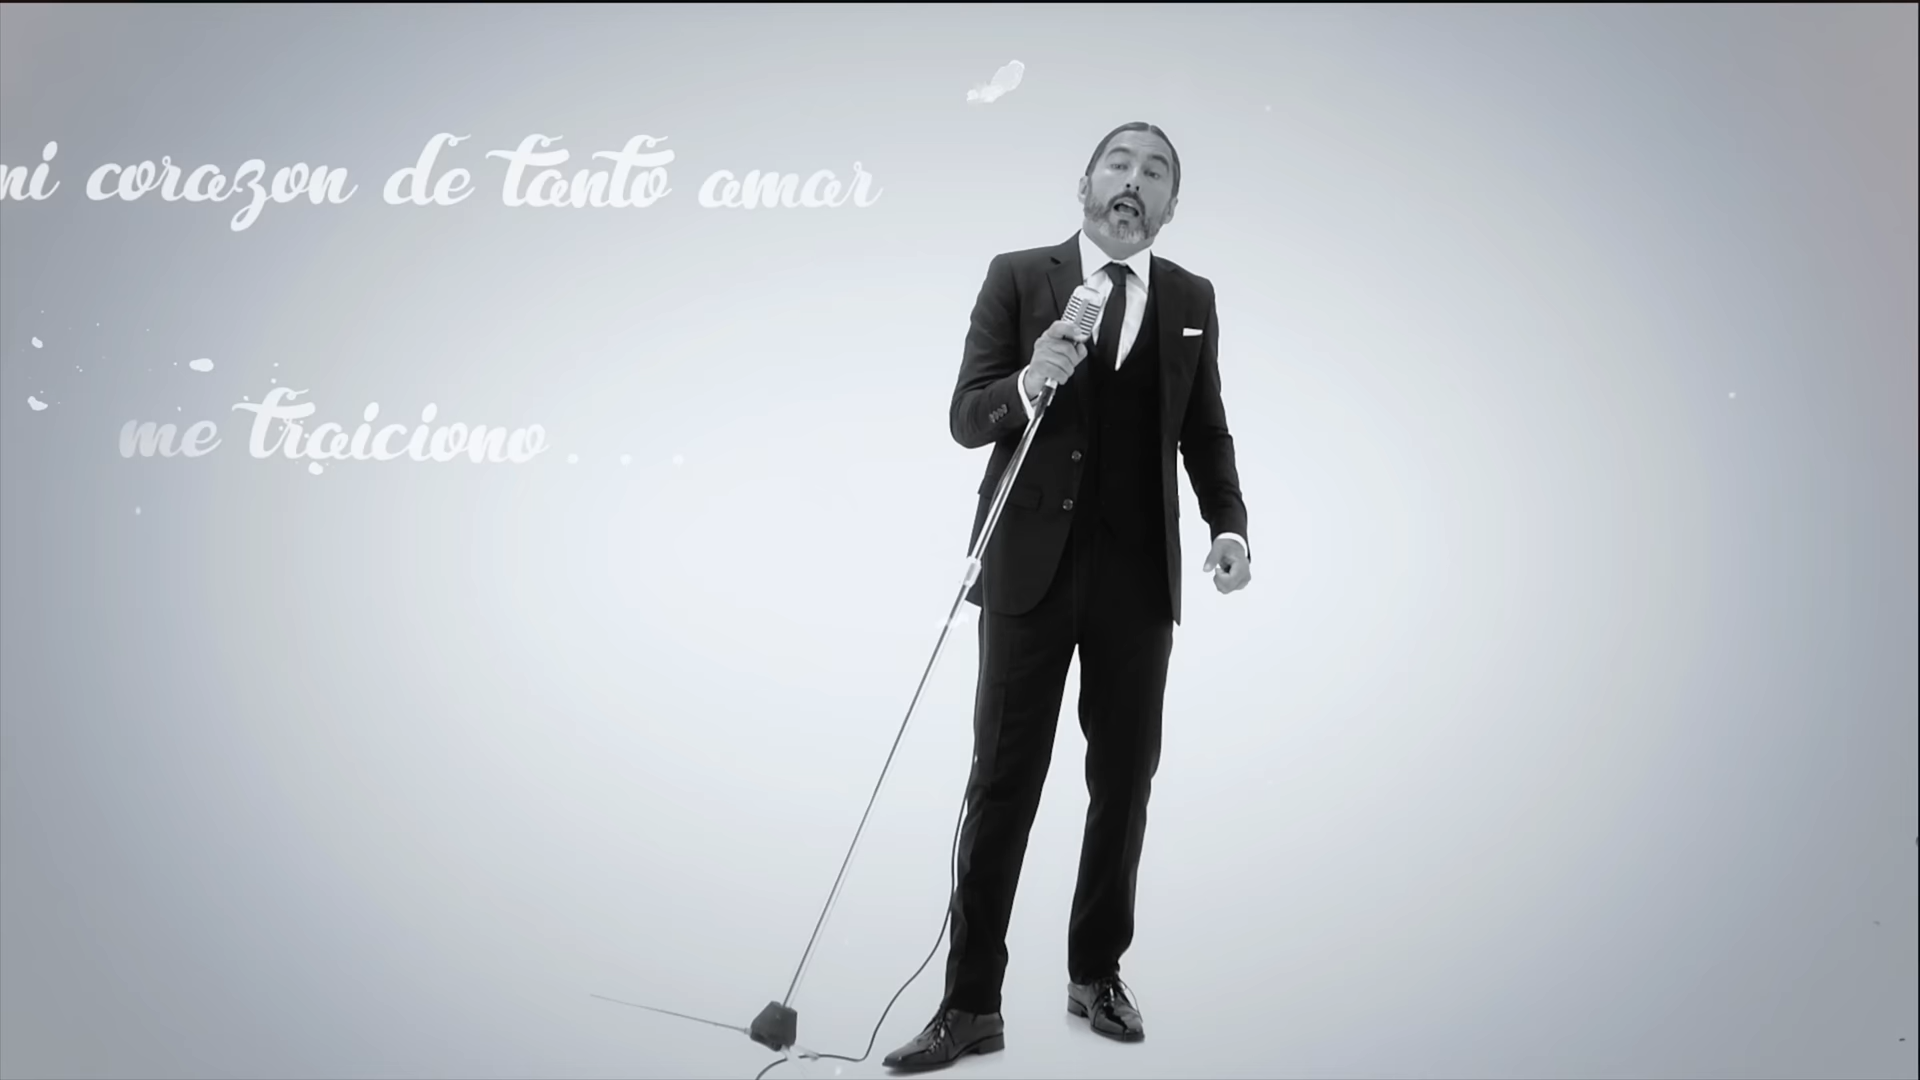 mi corazon de tanto amar
me traiciono . . .